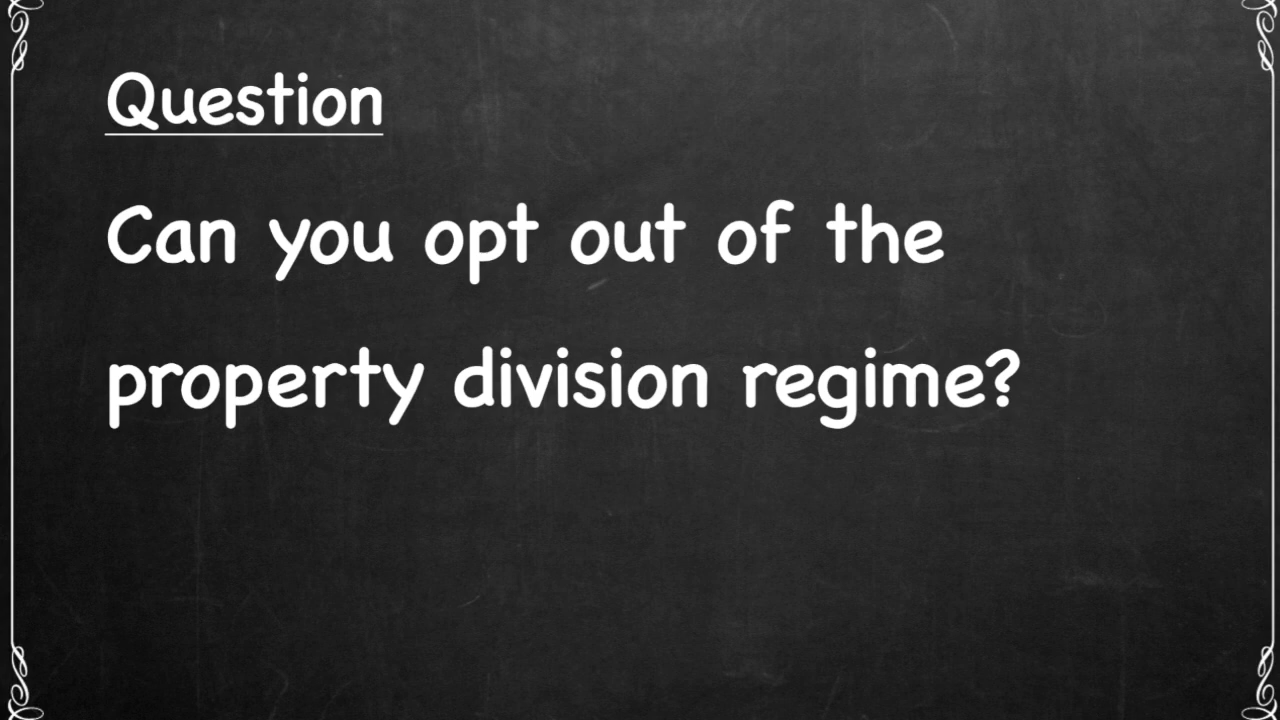 Question
Can you opt out of the
property division regime?